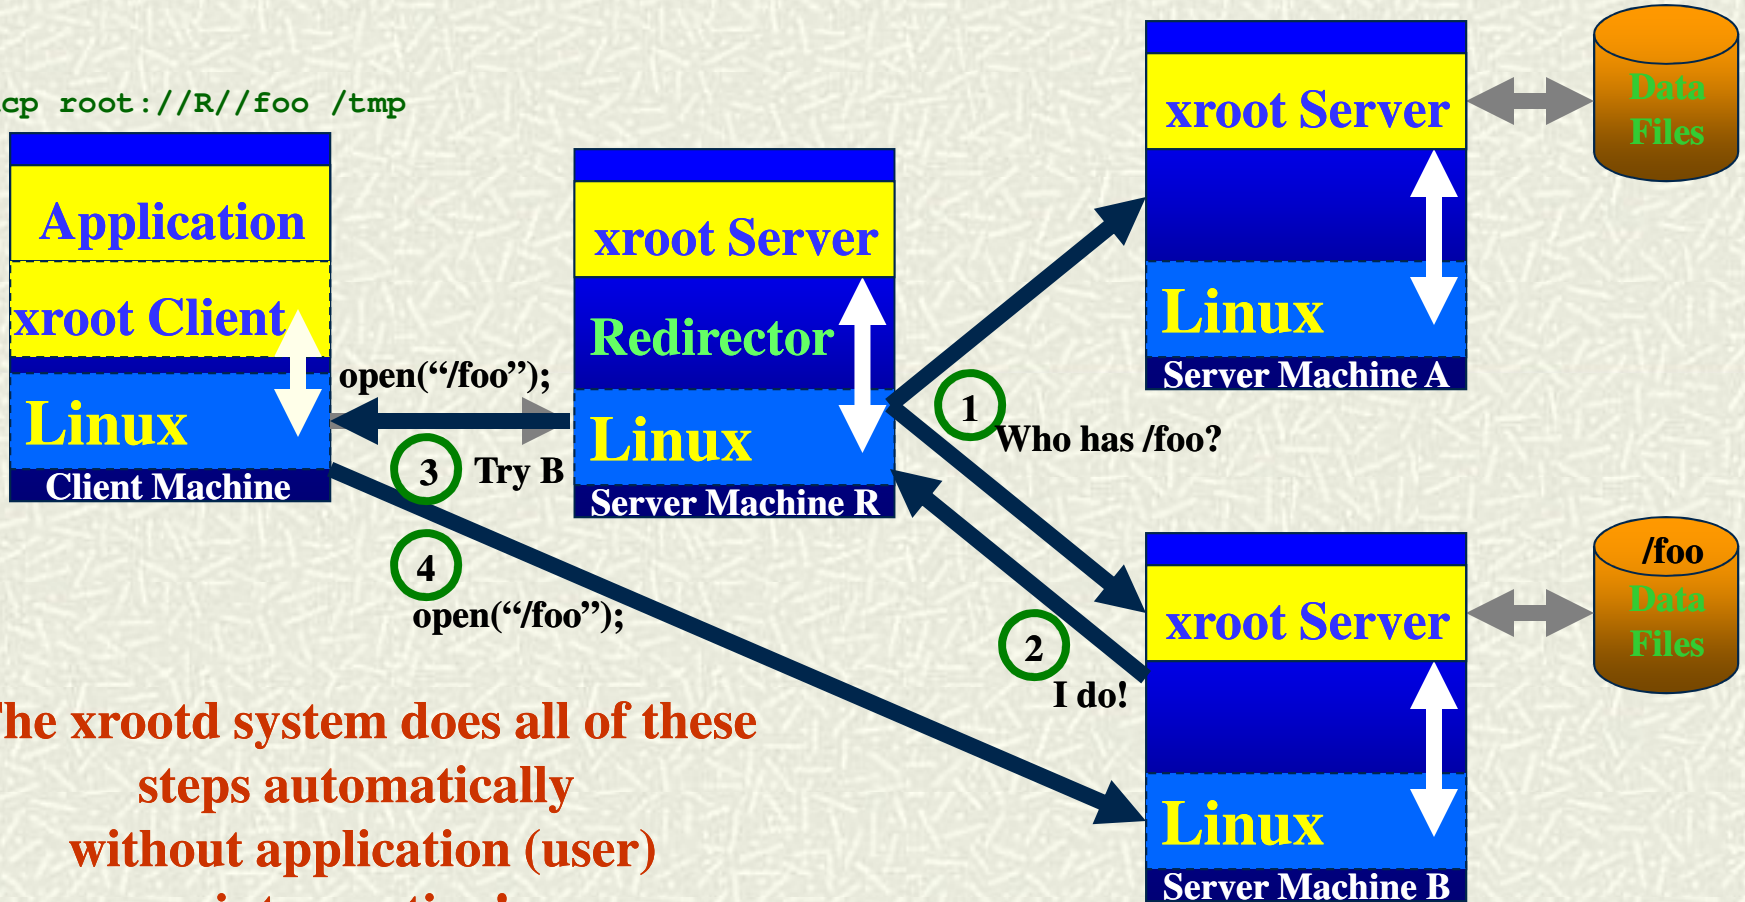 cp root://R//foo /tmp
Application
xroot Client
Linux
Client Machine
open(“/foo”);
3
Try B
4
open(“/foo”);
xroot Server
Redirector
Linux
Server Machine R
1
Who has /foo?
2
I do!
xroot Server
Linux
Server Machine A
Data
Files
xroot Server
Linux
Server Machine B
/foo
Data
Files
The xrootd system does all of these
steps automatically
without application (user)